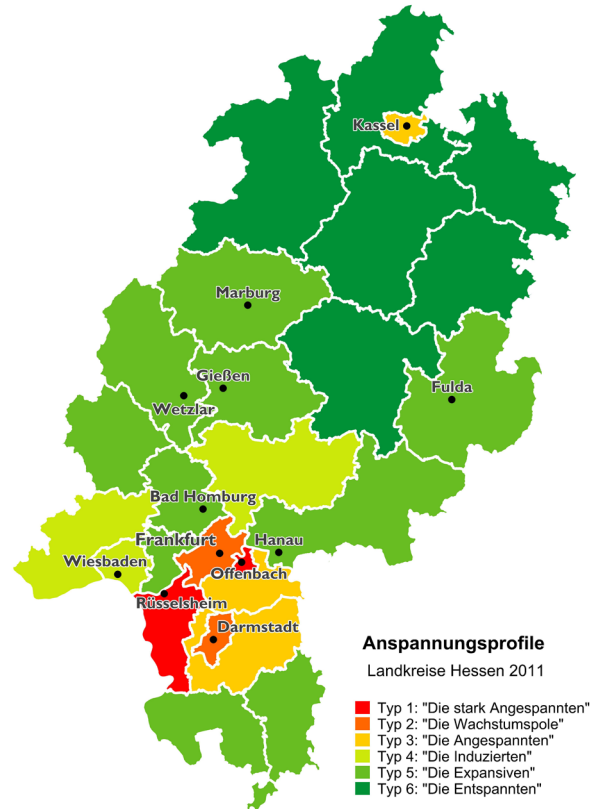 Kassel
Marburg
Gießen
Wetzlar
Fulda
Bad Homburg
Frankfurt
Hanau
Wiesbaden
Offenbach
Rüsselsheim
Darmstadt
Anspannungsprofile
Landkreise Hessen 2011
Typ 1: "Die stark Angespannten"
Typ 2: "Die Wachstumspole"
Typ 3: "Die Angespannten"
Typ 4: "Die Induzierten"
Typ 5: "Die Expansiven"
Typ 6: "Die Entspannten"